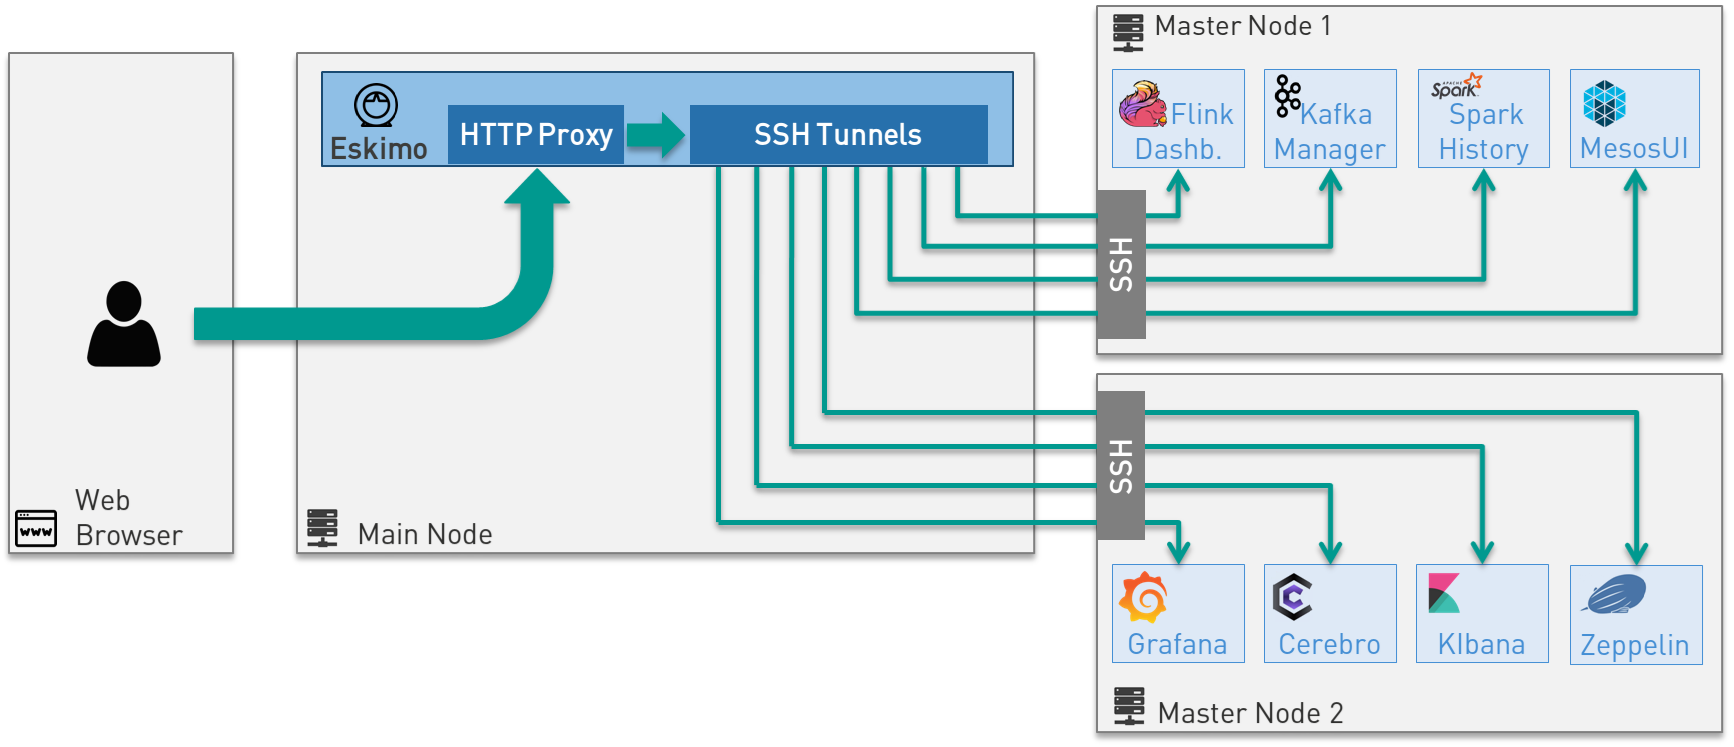 Web
Browser
www
Main Node
Eskimo
HTTP Proxy
SSH Tunnels
Master Node 1
Flink
Dashb.
Kafka
Manager
APACHE
Spark
Spark
History
MesosUI
SSH
SSH
Grafana
Cerebro
KIbana
Zeppelin
Master Node 2